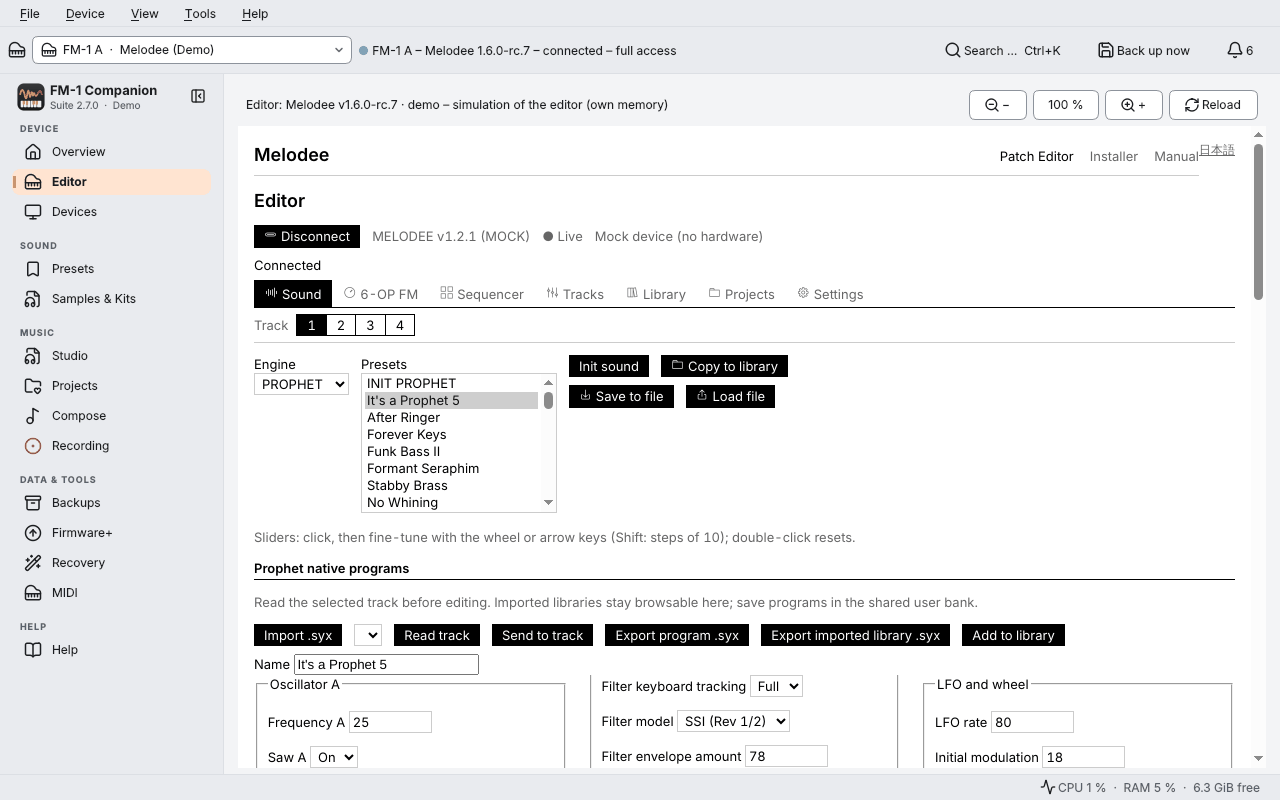 File Device View Tools Help
FM-1 A · Melodee (Demo)
FM-1 A – Melodee 1.6.0-rc.7 – connected – full access
Search ... Ctrl+K
Back up now
6
FM-1 Companion
Suite 2.7.0 · Demo
DEVICE
Overview
Editor
Devices
SOUND
Presets
Samples & Kits
MUSIC
Studio
Projects
Compose
Recording
DATA & TOOLS
Backups
Firmware+
Recovery
MIDI
HELP
Help
Editor: Melodee v1.6.0-rc.7 · demo – simulation of the editor (own memory)
– 100 % + Reload
Melodee
Patch Editor Installer Manual 日本語
Editor
Disconnect MELODEE v1.2.1 (MOCK) Live Mock device (no hardware)
Connected
Sound 6-OP FM Sequencer Tracks Library Projects Settings
Track 1 2 3 4
Engine
PROPHET
Presets
INIT PROPHET
It's a Prophet 5
After Ringer
Forever Keys
Funk Bass II
Formant Seraphim
Stabby Brass
No Whining
Init sound Copy to library
Save to file Load file
Sliders: click, then fine-tune with the wheel or arrow keys (Shift: steps of 10); double-click resets.
Prophet native programs
Read the selected track before editing. Imported libraries stay browsable here; save programs in the shared user bank.
Import .syx Read track Send to track Export program .syx Export imported library .syx Add to library
Name It's a Prophet 5
Oscillator A
Frequency A 25
Saw A On
Filter keyboard tracking Full
Filter model SSI (Rev 1/2)
Filter envelope amount 78
LFO and wheel
LFO rate 80
Initial modulation 18
CPU 1 % · RAM 5 % · 6.3 GiB free